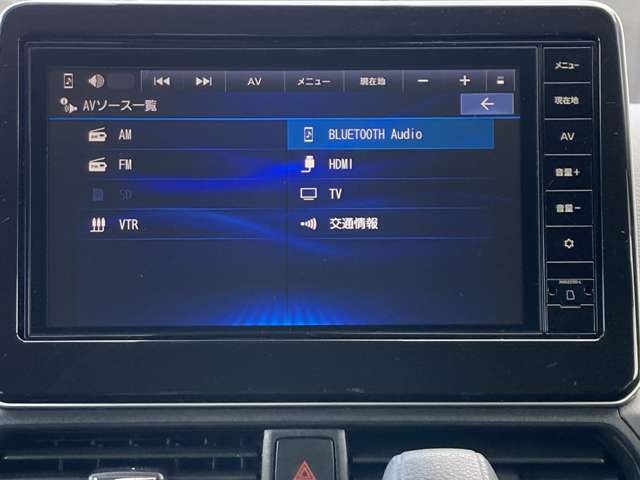 AV メニュー 現在地 − +
AVソース一覧
AM BLUETOOTH Audio
FM HDMI
SD TV
VTR 交通情報
メニュー
現在地
AV
音量+
音量−